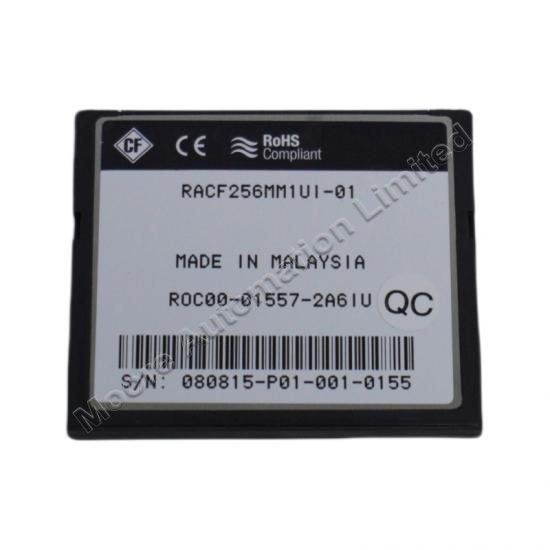 CF CE RoHS
Compliant
RACF256MM1UI-01
MADE IN MALAYSIA
ROC00-01557-2A6IU QC
S/N: 080815-P01-001-0155
Moore Automation Limited